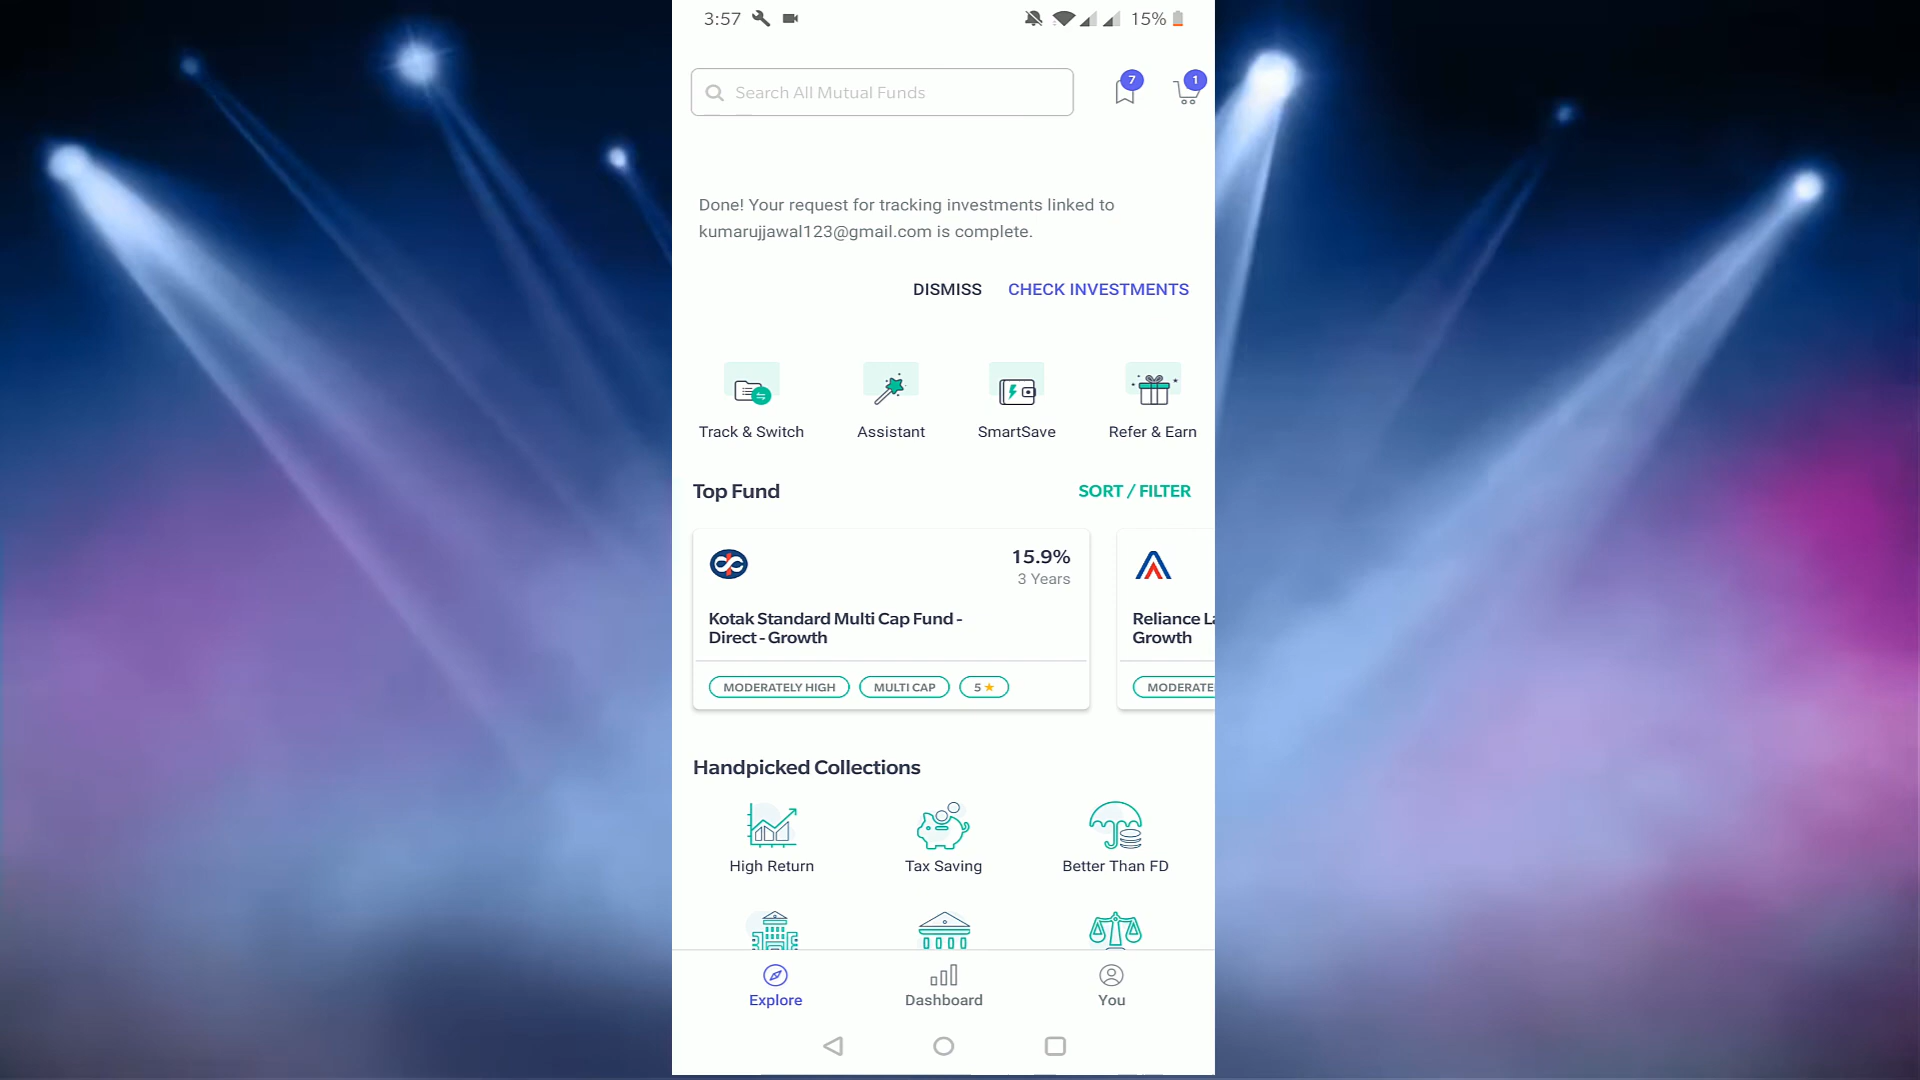 3:57
15%
Search All Mutual Funds
7
1
Done! Your request for tracking investments linked to
kumarujjawal123@gmail.com is complete.
DISMISS
CHECK INVESTMENTS
Track & Switch
Assistant
SmartSave
Refer & Earn
Top Fund
SORT / FILTER
15.9%
3 Years
Kotak Standard Multi Cap Fund -
Direct - Growth
MODERATELY HIGH
MULTI CAP
5 ★
Reliance
Growth
Handpicked Collections
High Return
Tax Saving
Better Than FD
Explore
Dashboard
You